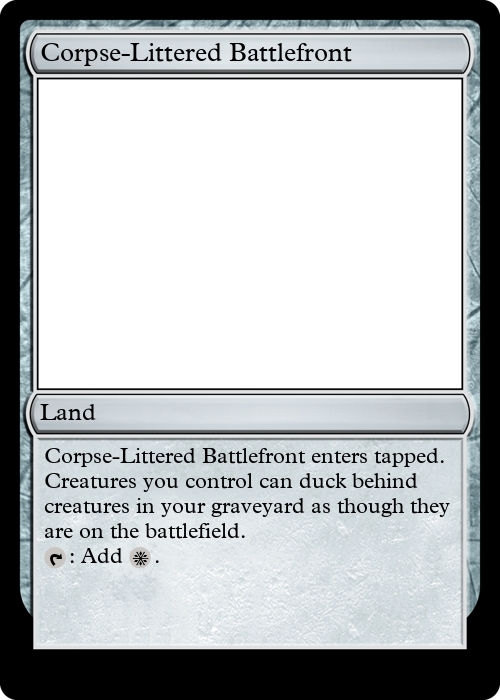 Corpse-Littered Battlefront
Land
Corpse-Littered Battlefront enters tapped.
Creatures you control can duck behind
creatures in your graveyard as though they
are on the battlefield.
: Add .